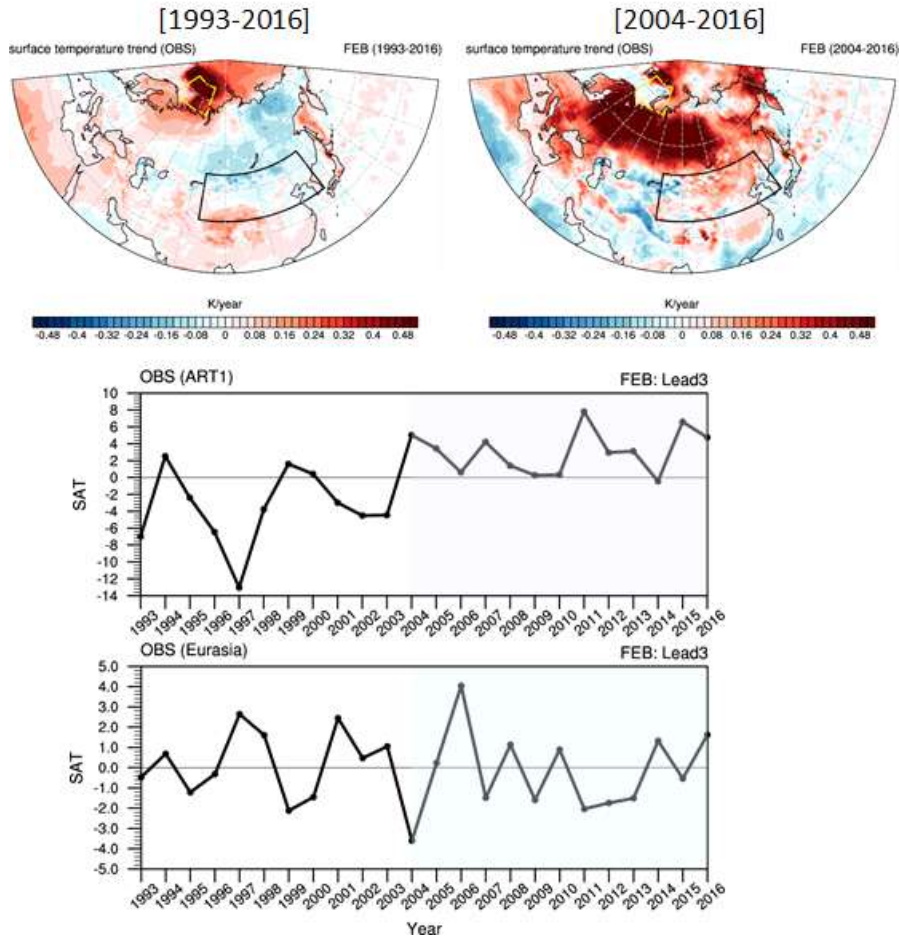 [1993-2016] [2004-2016]
surface temperature trend (OBS) FEB (1993-2016) surface temperature trend (OBS) FEB (2004-2016)
K/year K/year
-0.48 -0.4 -0.32 -0.24 -0.16 0 0.08 0.16 0.24 0.32 0.4 0.48 -0.48 -0.4 -0.32 -0.24 -0.16 0 0.08 0.16 0.24 0.32 0.4 0.48
OBS (ART1) FEB: Lead3
10
8
6
4
2
0
-2
-4
-6
-8
-10
-12
-14
SAT
1993 1994 1995 1996 1997 1998 1999 2000 2001 2002 2003 2004 2005 2006 2007 2008 2009 2010 2011 2012 2013 2014 2015 2016
OBS (Eurasia) FEB: Lead3
5.0
4.0
3.0
2.0
1.0
0.0
-1.0
-2.0
-3.0
-4.0
-5.0
SAT
1993 1994 1995 1996 1997 1998 1999 2000 2001 2002 2003 2004 2005 2006 2007 2008 2009 2010 2011 2012 2013 2014 2015 2016
Year